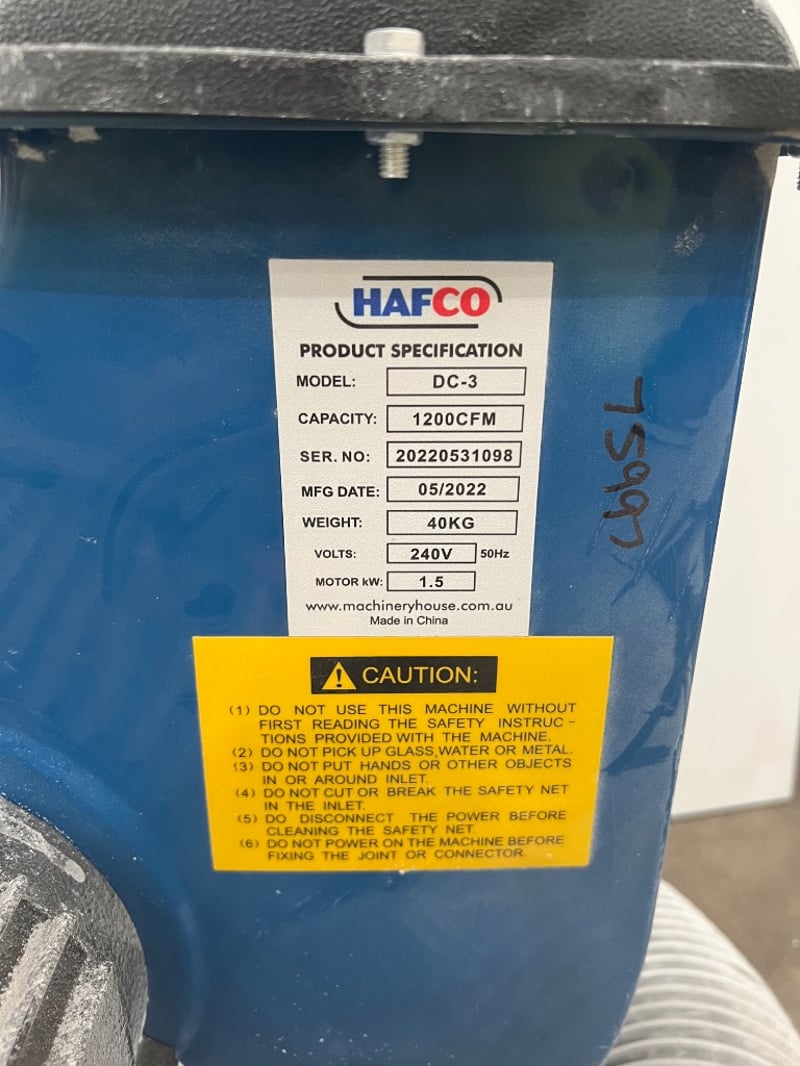 HAFCO
PRODUCT SPECIFICATION
MODEL: DC-3
CAPACITY: 1200CFM
SER. NO: 20220531098
MFG DATE: 05/2022
WEIGHT: 40KG
VOLTS: 240V 50Hz
MOTOR kW: 1.5
www.machineryhouse.com.au
Made in China
CAUTION:
(1) DO NOT USE THIS MACHINE WITHOUT
FIRST READING THE SAFETY INSTRUC-
TIONS PROVIDED WITH THE MACHINE.
(2) DO NOT PICK UP GLASS,WATER OR METAL.
(3) DO NOT PUT HANDS OR OTHER OBJECTS
IN OR AROUND INLET.
(4) DO NOT CUT OR BREAK THE SAFETY NET
IN THE INLET.
(5) DO DISCONNECT THE POWER BEFORE
CLEANING THE SAFETY NET.
(6) DO NOT POWER ON THE MACHINE BEFORE
FIXING THE JOINT OR CONNECTOR.